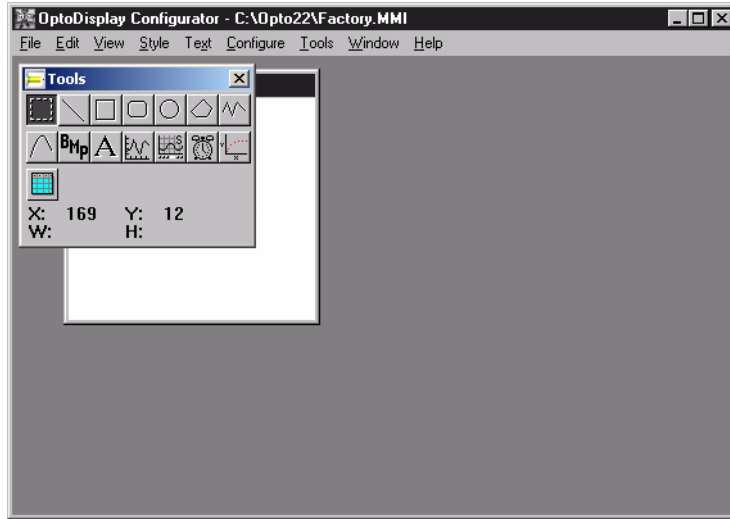 OptoDisplay Configurator - C:\Opto22\Factory.MMI
File Edit View Style Text Configure Tools Window Help
Tools
BMp A S
Y
X
X: 169 Y: 12
W: H: